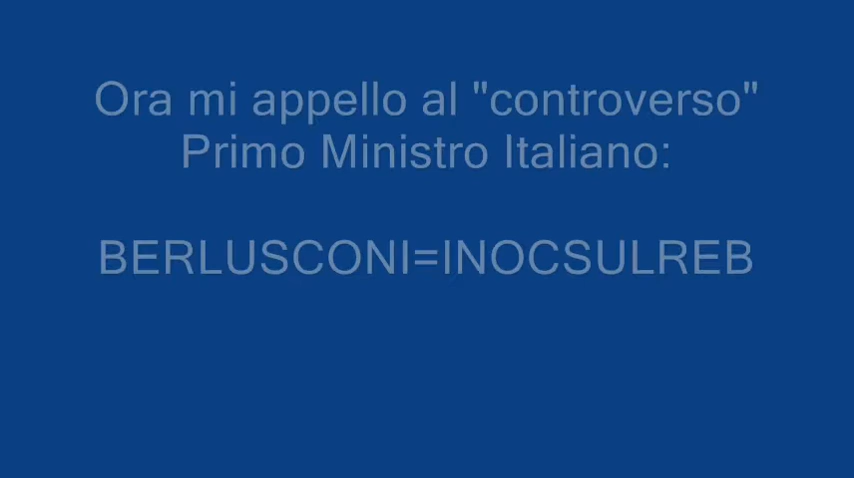 Ora mi appello al "controverso"
Primo Ministro Italiano:
BERLUSCONI=INOCSULREB